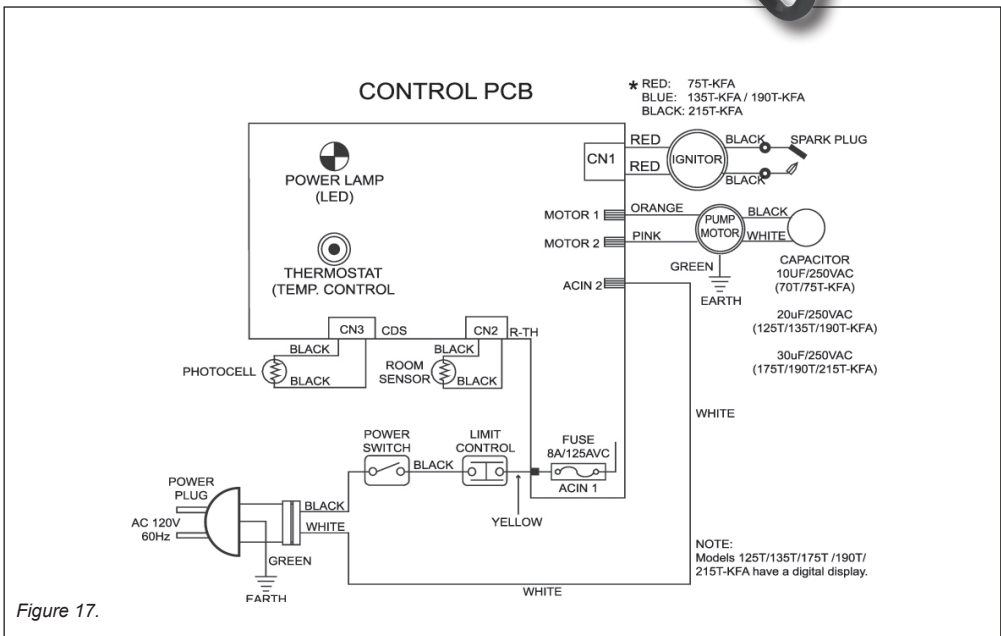 CONTROL PCB
* RED: 75T-KFA
BLUE: 135T-KFA / 190T-KFA
BLACK: 215T-KFA
POWER LAMP
(LED)
THERMOSTAT
(TEMP. CONTROL
CN1
RED
RED
IGNITOR
BLACK
BLACK
SPARK PLUG
MOTOR 1
ORANGE
MOTOR 2
PINK
PUMP
MOTOR
BLACK
WHITE
GREEN
EARTH
CAPACITOR
10UF/250VAC
(70T/75T-KFA)
20uF/250VAC
(125T/135T/190T-KFA)
30uF/250VAC
(175T/190T/215T-KFA)
ACIN 2
CN3
CDS
CN2
R-TH
BLACK
BLACK
PHOTOCELL
BLACK
ROOM
SENSOR
BLACK
WHITE
POWER
SWITCH
BLACK
LIMIT
CONTROL
FUSE
8A/125AVC
ACIN 1
YELLOW
POWER
PLUG
AC 120V
60Hz
BLACK
WHITE
GREEN
EARTH
WHITE
NOTE:
Models 125T/135T/175T /190T/
215T-KFA have a digital display.
Figure 17.